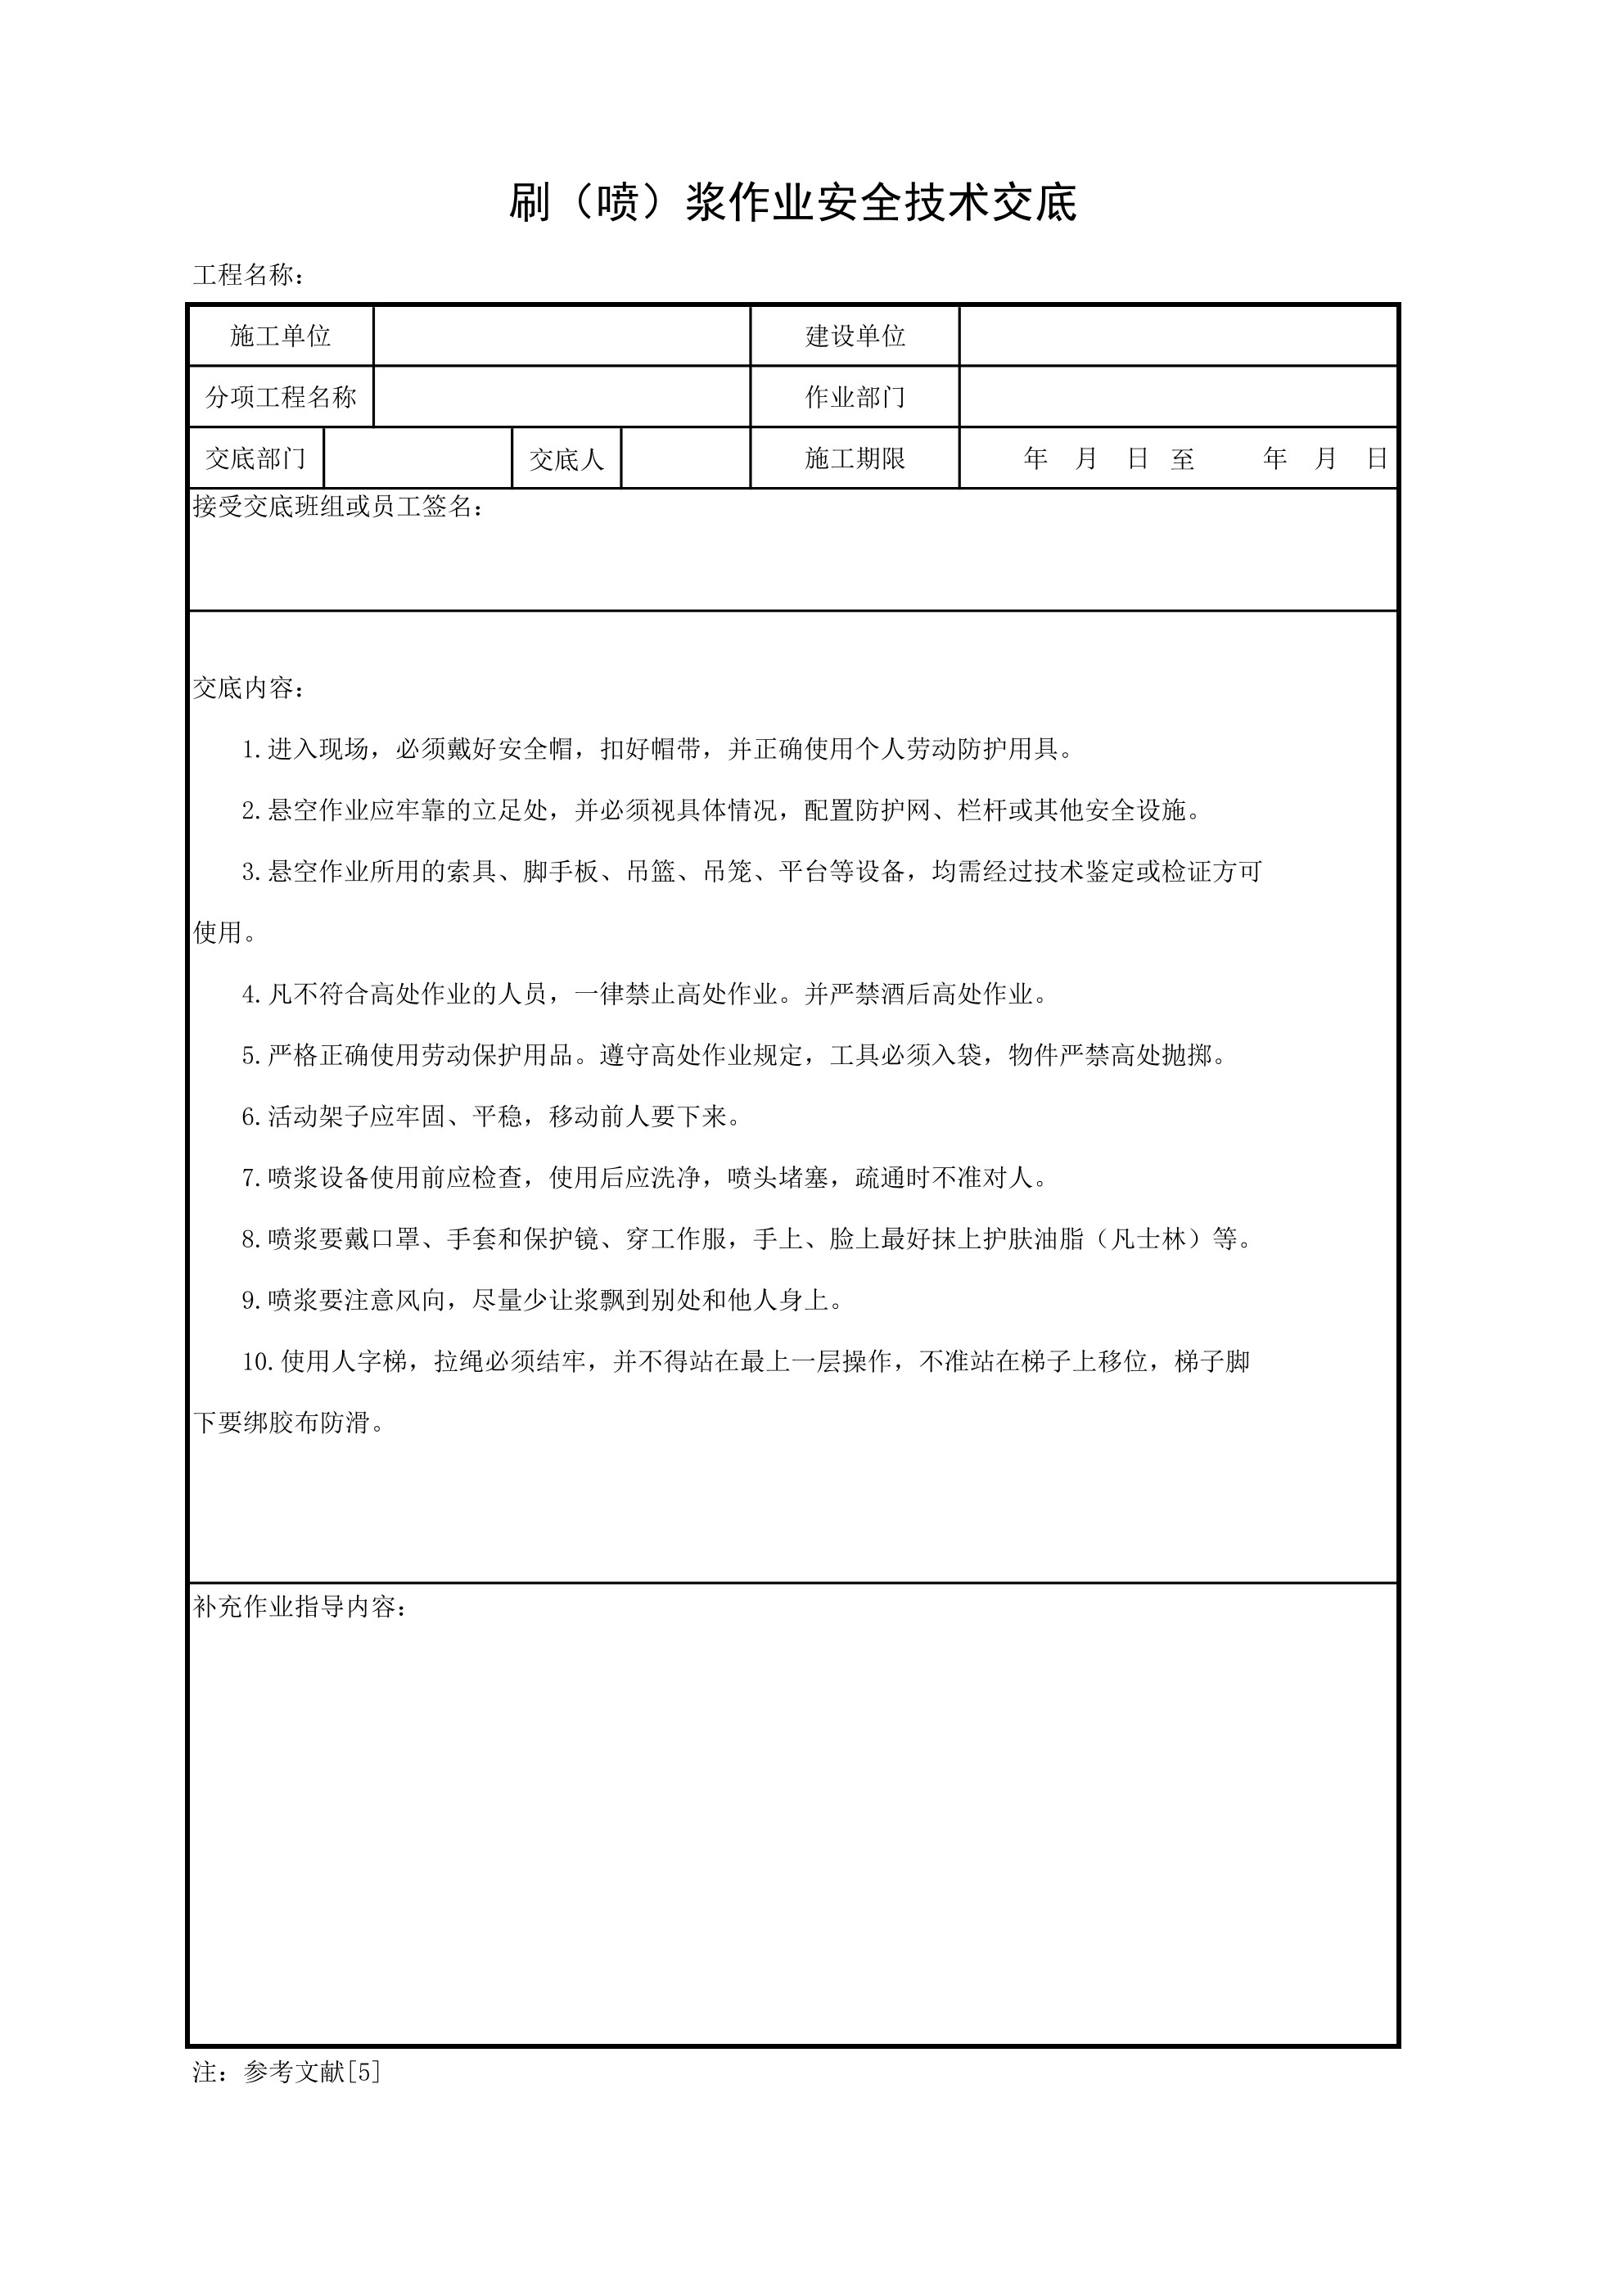 刷（喷）浆作业安全技术交底
工程名称：
施工单位 建设单位
分项工程名称 作业部门
交底部门 交底人 施工期限 年 月 日 至 年 月 日
接受交底班组或员工签名：
交底内容：
1.进入现场，必须戴好安全帽，扣好帽带，并正确使用个人劳动防护用具。
2.悬空作业应牢靠的立足处，并必须视具体情况，配置防护网、栏杆或其他安全设施。
3.悬空作业所用的索具、脚手板、吊篮、吊笼、平台等设备，均需经过技术鉴定或检证方可
使用。
4.凡不符合高处作业的人员，一律禁止高处作业。并严禁酒后高处作业。
5.严格正确使用劳动保护用品。遵守高处作业规定，工具必须入袋，物件严禁高处抛掷。
6.活动架子应牢固、平稳，移动前人要下来。
7.喷浆设备使用前应检查，使用后应洗净，喷头堵塞，疏通时不准对人。
8.喷浆要戴口罩、手套和保护镜、穿工作服，手上、脸上最好抹上护肤油脂（凡士林）等。
9.喷浆要注意风向，尽量少让浆飘到别处和他人身上。
10.使用人字梯，拉绳必须结牢，并不得站在最上一层操作，不准站在梯子上移位，梯子脚
下要绑胶布防滑。
补充作业指导内容：
注：参考文献[5]